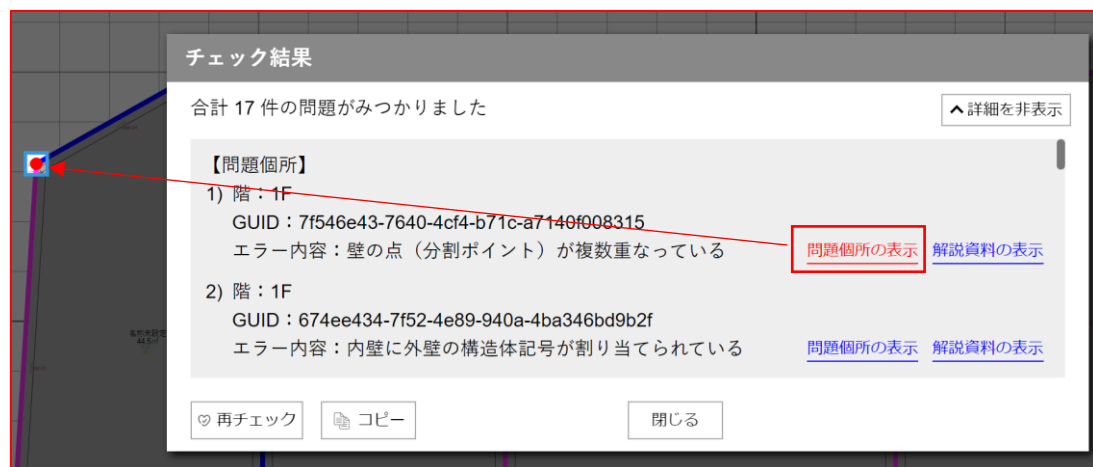 チェック結果
合計 17 件の問題がみつかりました
詳細を非表示
【問題個所】
1) 階：1F
GUID：7f546e43-7640-4cf4-b71c-a7140f008315
エラー内容：壁の点（分割ポイント）が複数重なっている 問題個所の表示 解説資料の表示
2) 階：1F
GUID：674ee434-7f52-4e89-940a-4ba346bd9b2f
エラー内容：内壁に外壁の構造体記号が割り当てられている 問題個所の表示 解説資料の表示
再チェック コピー 閉じる